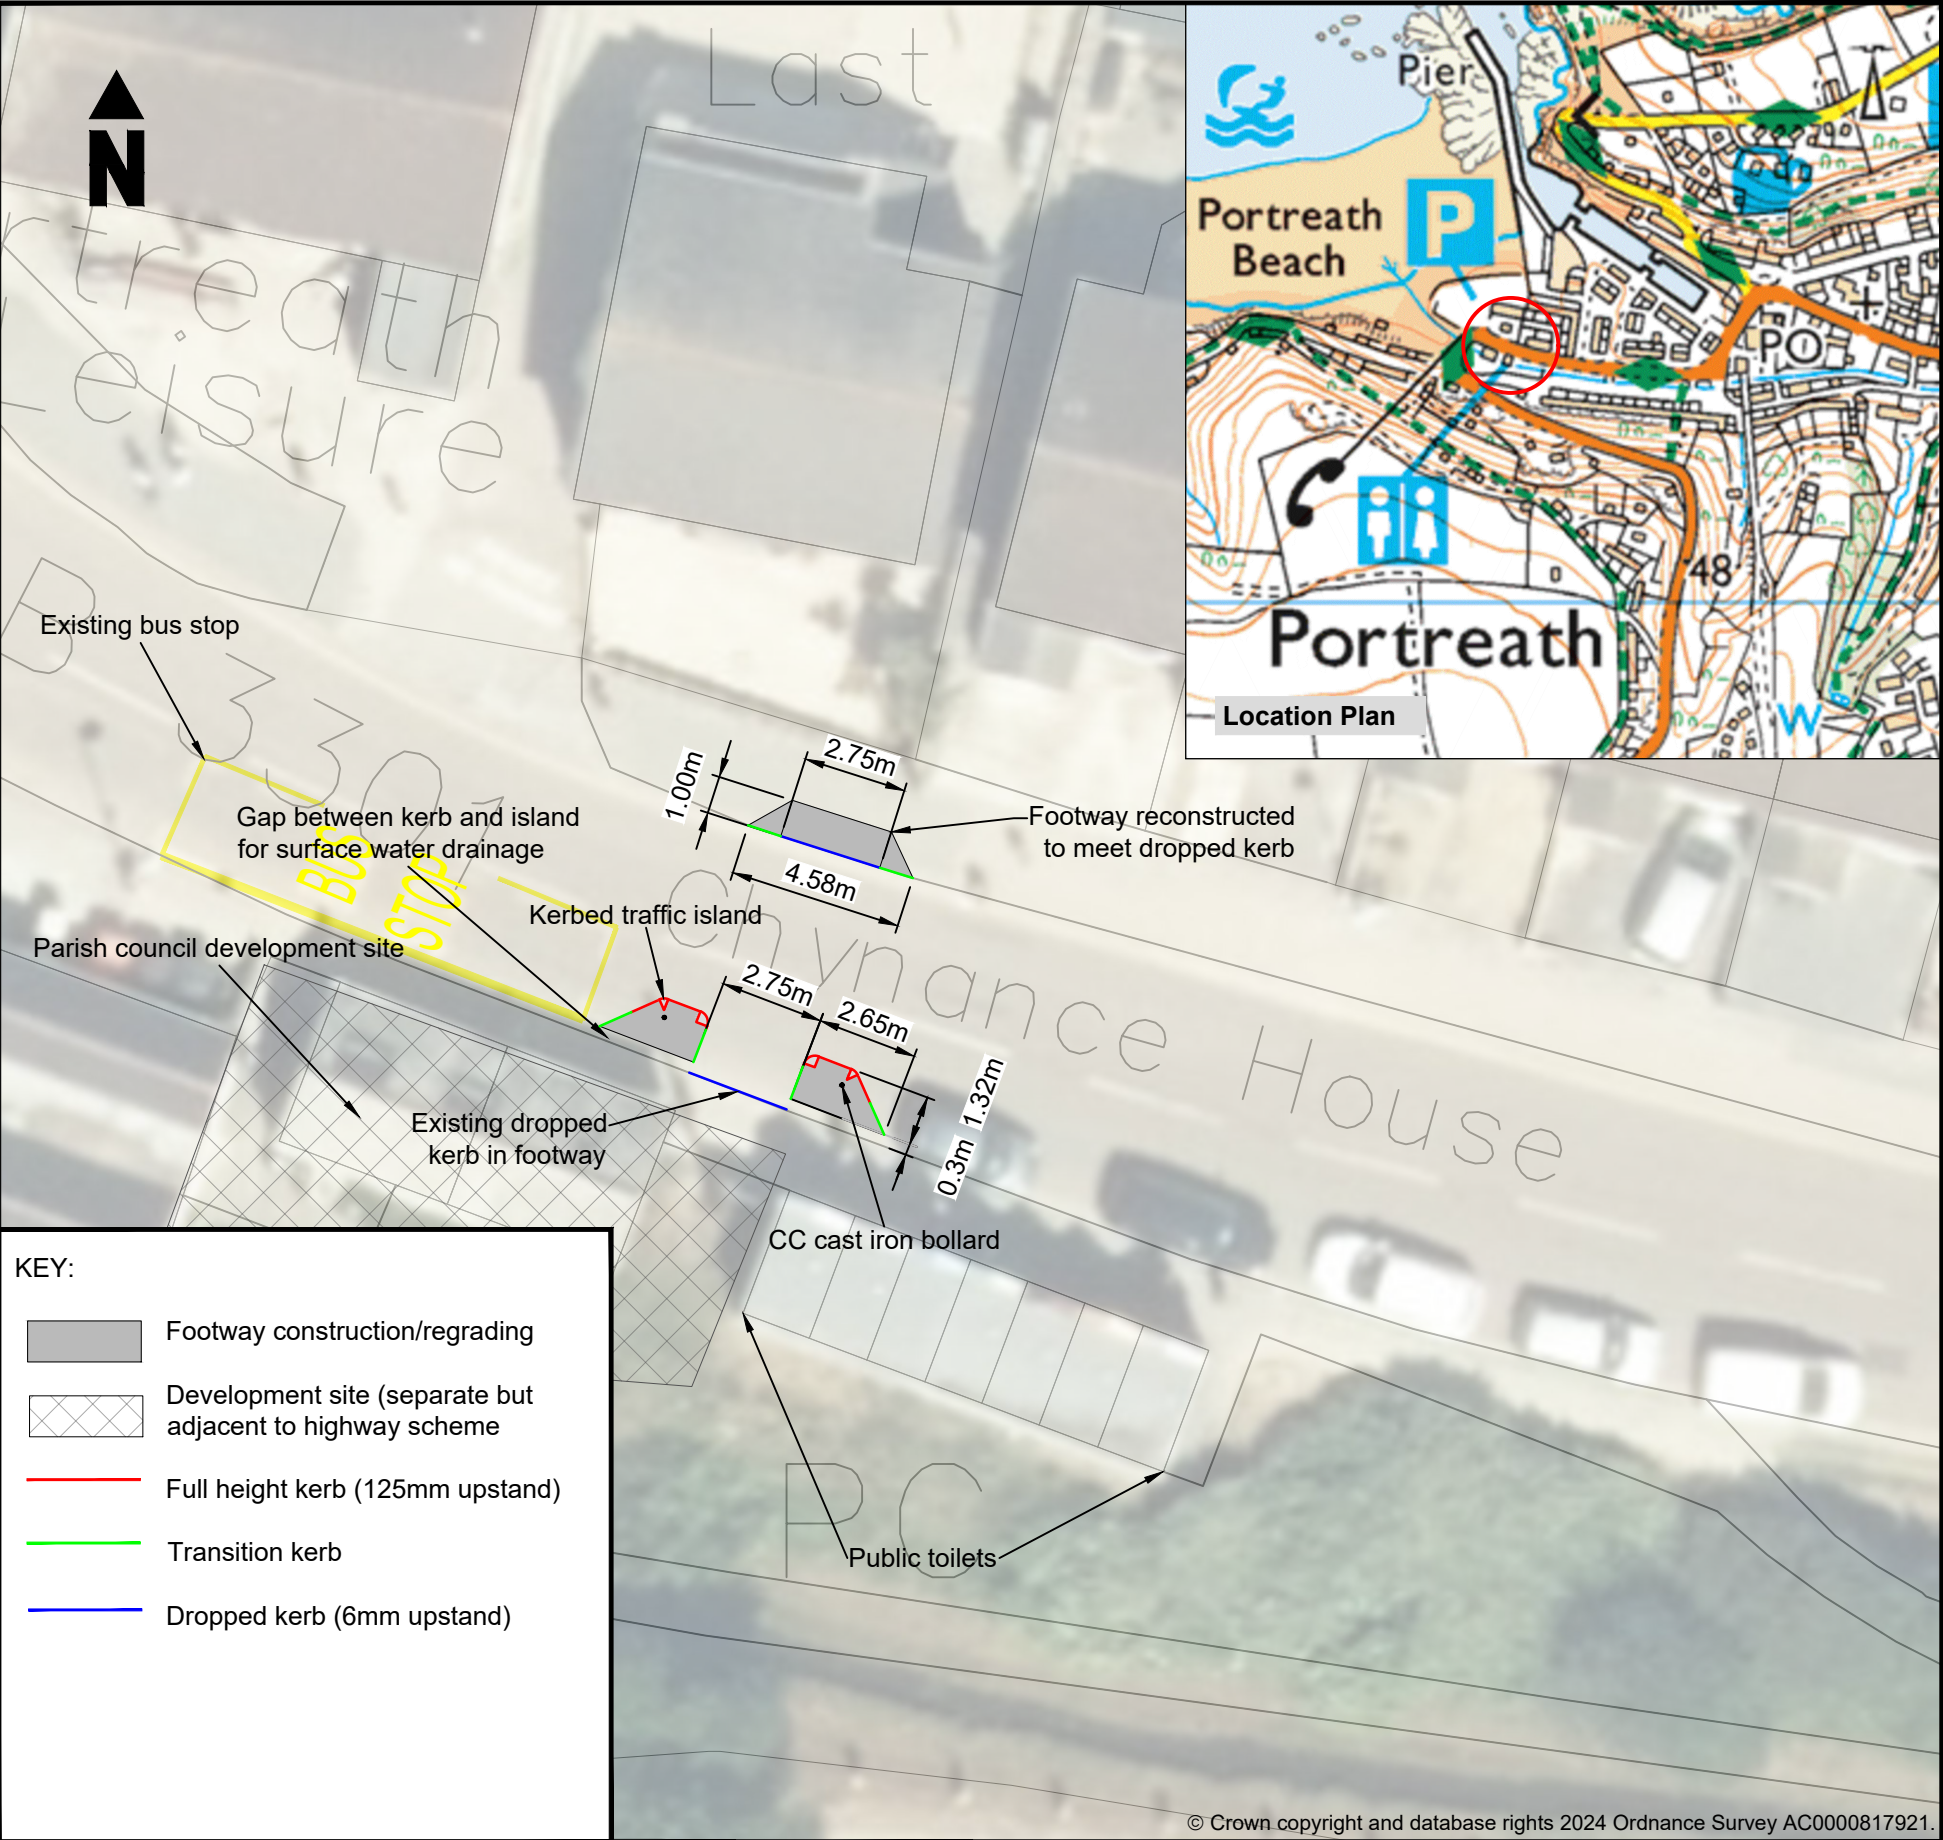 N
Last
Portreath
Leisure
B 3301
Chynance House
PC
Existing bus stop
BUS
STOP
Gap between kerb and island
for surface water drainage
Kerbed traffic island
Parish council development site
Existing dropped
kerb in footway
1.00m
2.75m
4.58m
Footway reconstructed
to meet dropped kerb
2.75m
2.65m
1.32m
0.3m
CC cast iron bollard
Public toilets
Pier
Portreath
Beach
P
PO
48
Portreath
W
Location Plan
KEY:
Footway construction/regrading
Development site (separate but
adjacent to highway scheme
Full height kerb (125mm upstand)
Transition kerb
Dropped kerb (6mm upstand)
© Crown copyright and database rights 2024 Ordnance Survey AC0000817921.